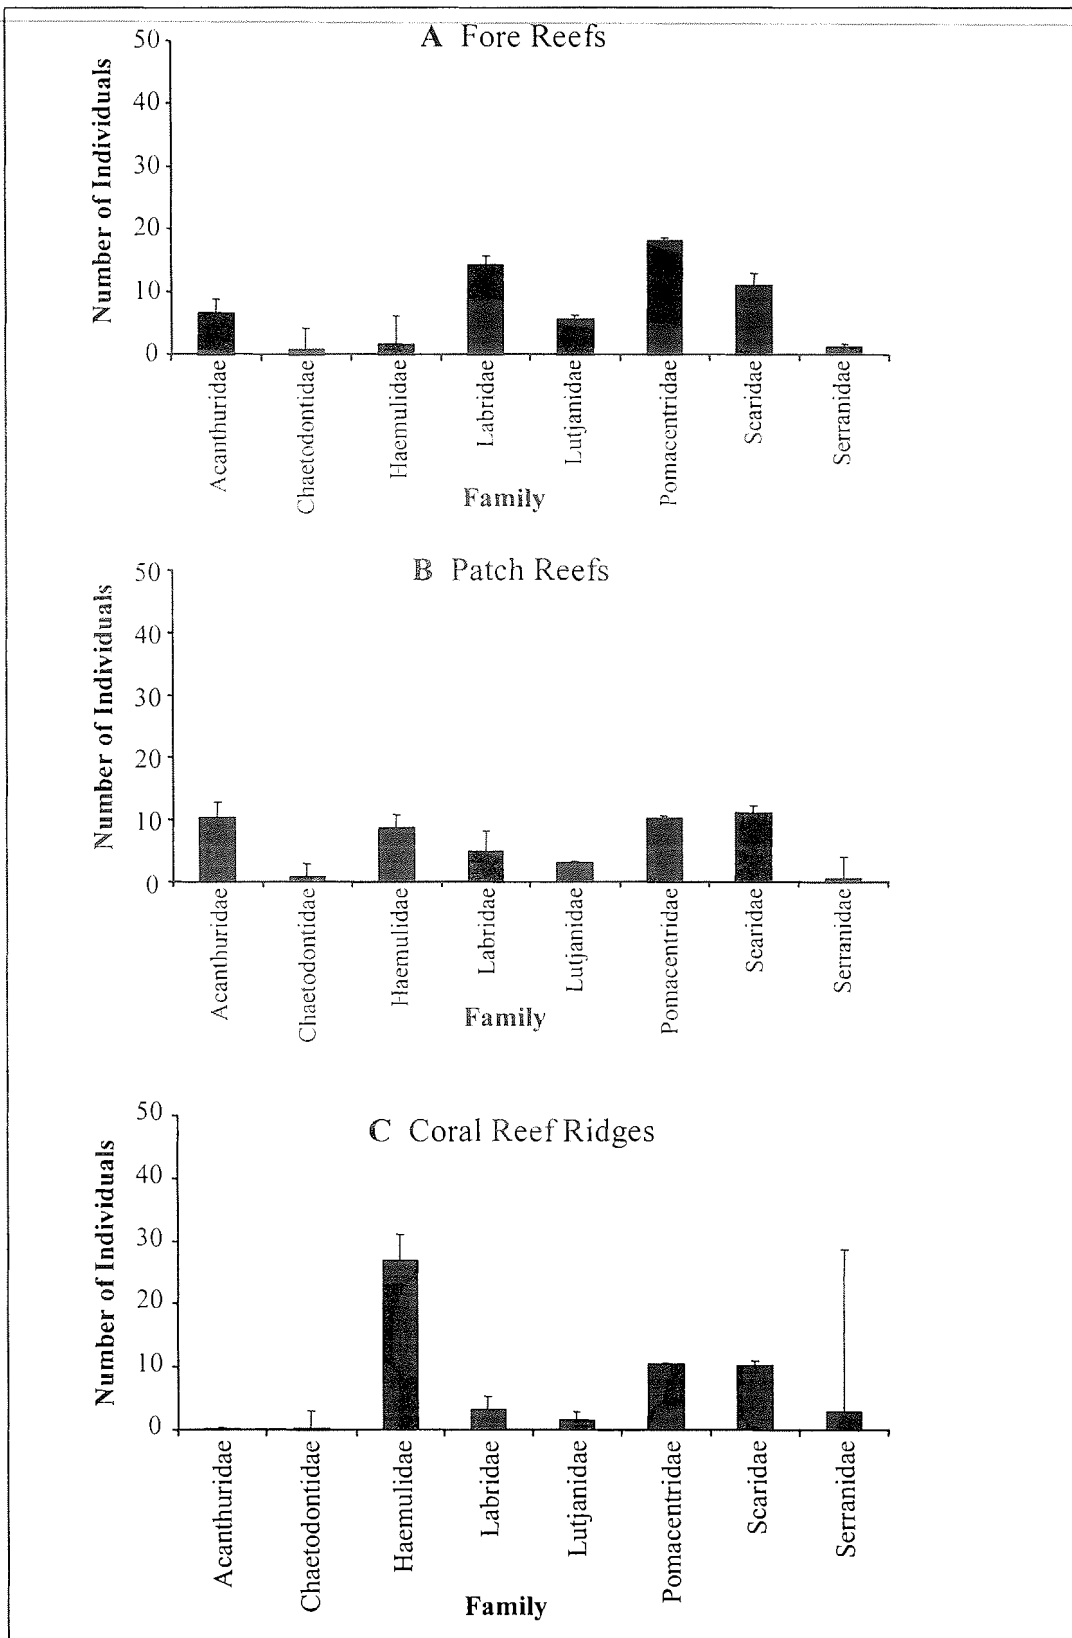 A Fore Reefs
Number of Individuals
50
40
30
20
10
0
Acanthuridae
Chaetodontidae
Haemulidae
Labridae
Lutjanidae
Pomacentridae
Scaridae
Serranidae
Family
B Patch Reefs
Number of Individuals
50
40
30
20
10
0
Acanthuridae
Chaetodontidae
Haemulidae
Labridae
Lutjanidae
Pomacentridae
Scaridae
Serranidae
Family
C Coral Reef Ridges
Number of Individuals
50
40
30
20
10
0
Acanthuridae
Chaetodontidae
Haemulidae
Labridae
Lutjanidae
Pomacentridae
Scaridae
Serranidae
Family